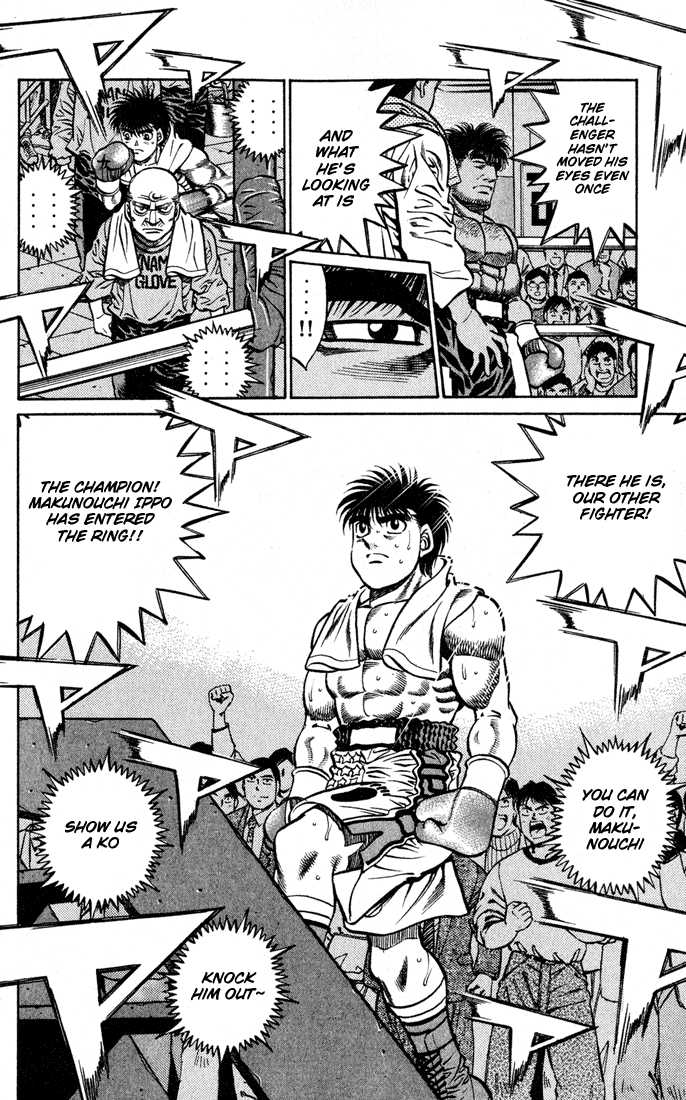 THE
CHALL-
ENGER
HASN'T
MOVED HIS
EYES EVEN
ONCE
AND
WHAT
HE'S
LOOKING
AT IS
....!!
....
....
....
NAM
GLOVE
THERE HE IS,
OUR OTHER
FIGHTER!
THE CHAMPION!
MAKUNOUCHI IPPO
HAS ENTERED
THE RING!!
YOU CAN
DO IT,
MAKU-
NOUCHI
SHOW US
A KO
KNOCK
HIM OUT~